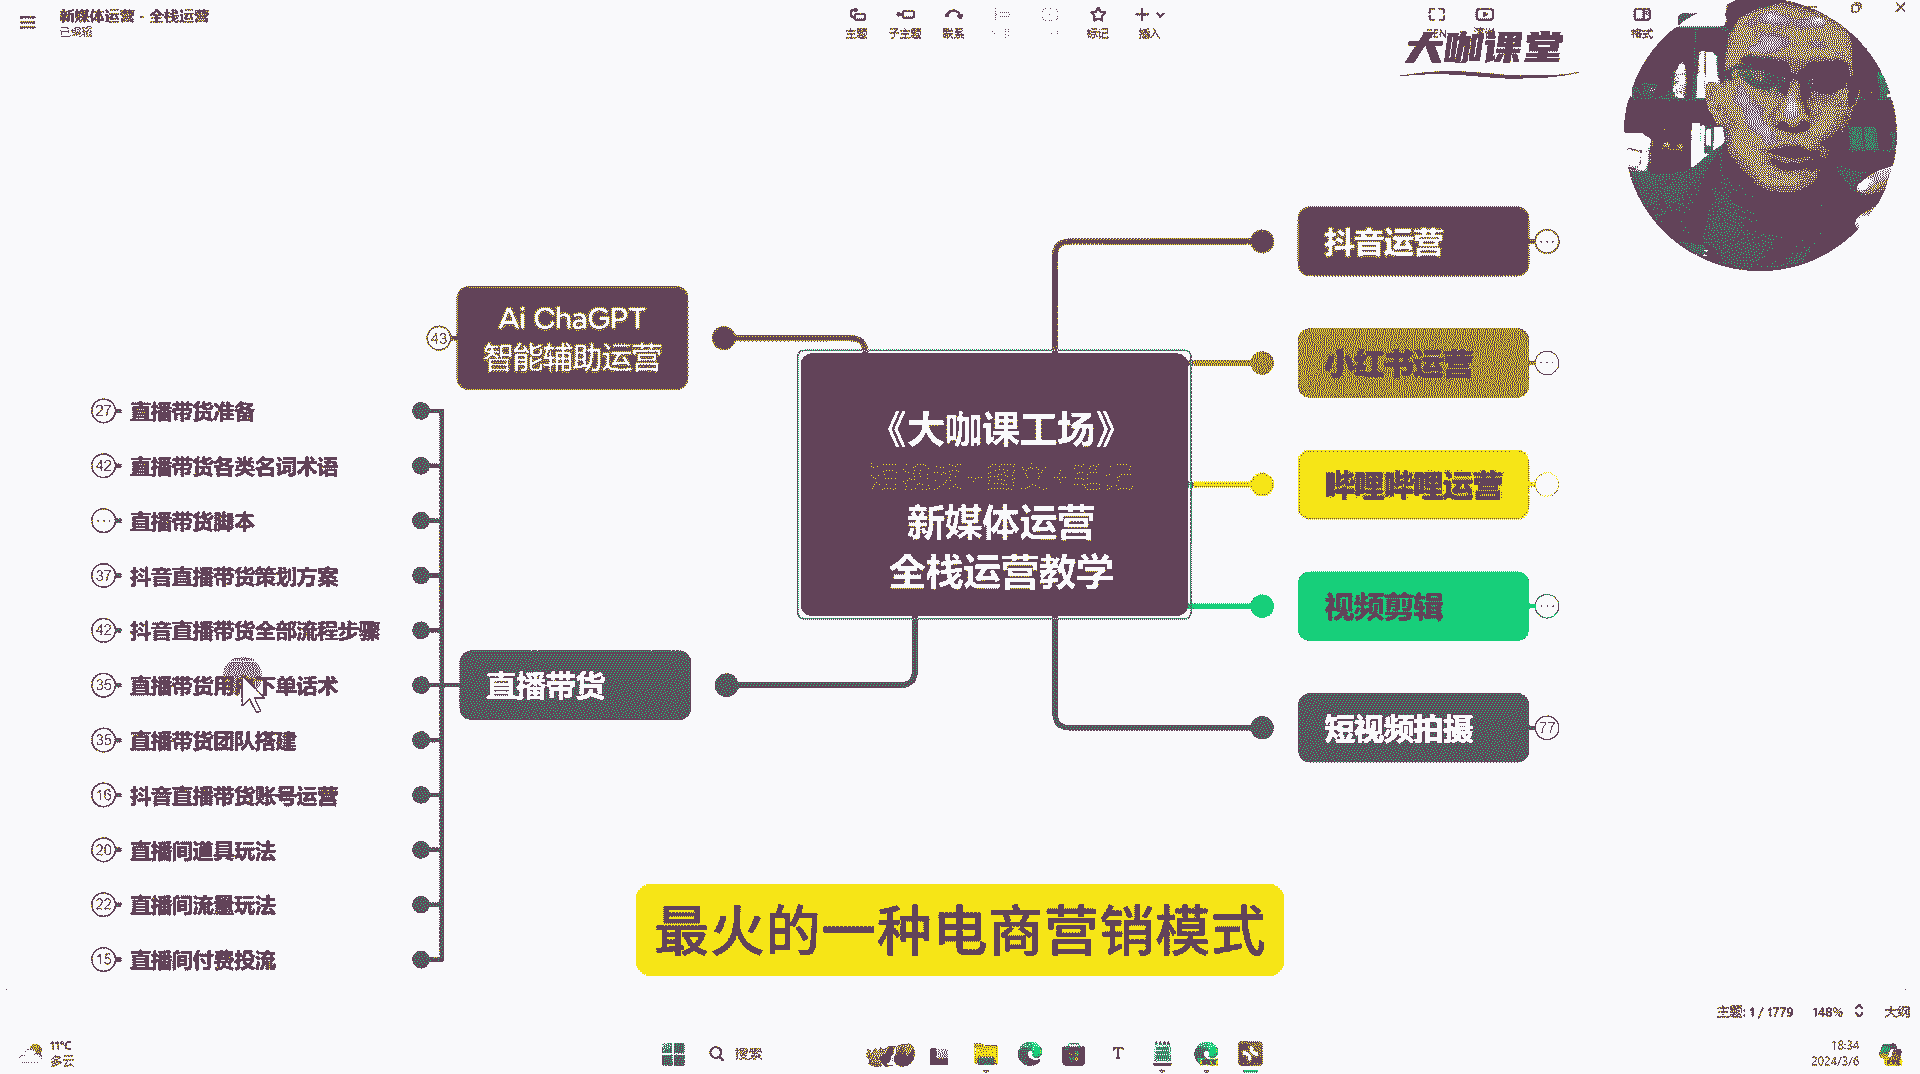 新媒体运营 - 全栈运营
已编辑
主题
子主题
联系
标记
插入
格式
大咖课堂
抖音运营
小红书运营
哔哩哔哩运营
视频剪辑
短视频拍摄
77
《大咖课工场》
新媒体运营
全栈运营教学
Ai ChaGPT
智能辅助运营
43
直播带货
27 直播带货准备
42 直播带货各类名词术语
直播带货脚本
37 抖音直播带货策划方案
42 抖音直播带货全部流程步骤
35 直播带货用 下单话术
35 直播带货团队搭建
16 抖音直播带货账号运营
20 直播间道具玩法
22 直播间流量玩法
15 直播间付费投流
最火的一种电商营销模式
主题: 1 / 1779
148%
大纲
11°C
多云
搜索
18:34
2024/3/6